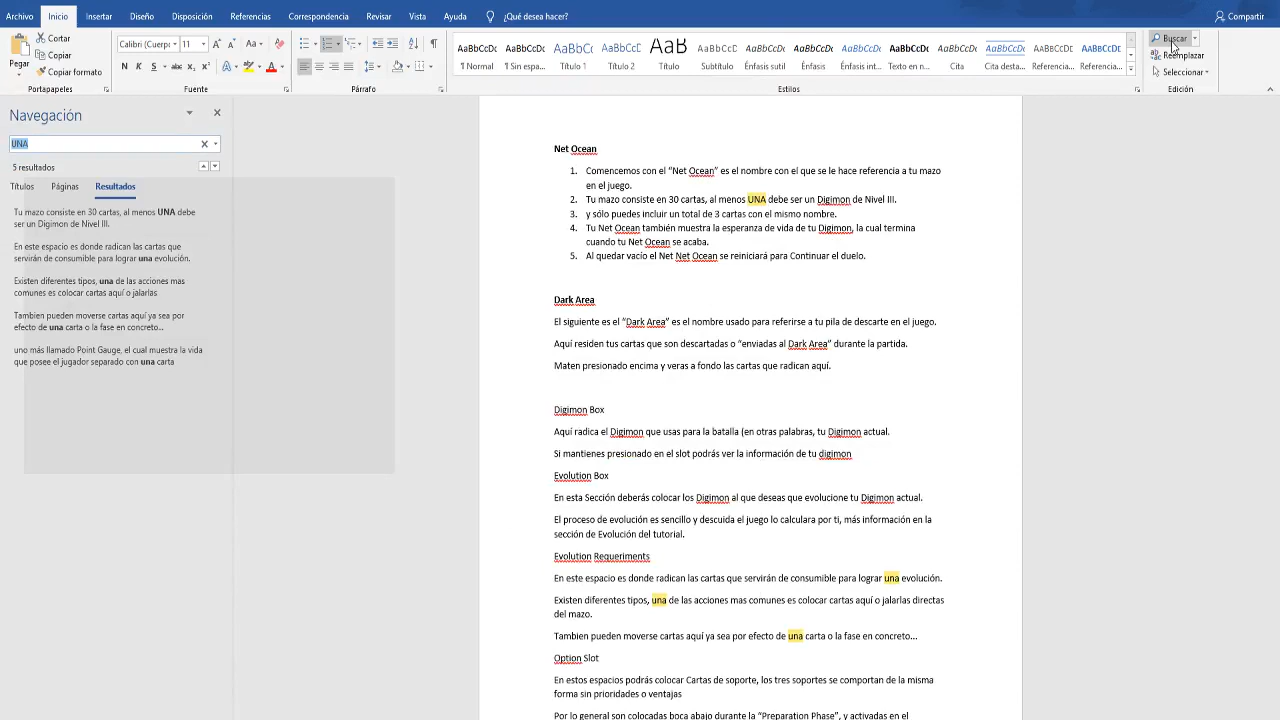 Archivo Inicio Insertar Diseño Disposición Referencias Correspondencia Revisar Vista Ayuda ¿Qué desea hacer? Compartir
Pegar
Cortar
Copiar
Copiar formato
Portapapeles
Calibri (Cuerpo 11
Fuente
Párrafo
AaBbCcDc AaBbCcDc AaBbCc AaBbCcC AaB AaBbCcD AaBbCcDc AaBbCcDc AaBbCcDc AaBbCcDc AaBbCcDc AaBbCcDc AaBbCcDc AaBbCcDc
¶ Normal ¶ Sin espa... Título 1 Título 2 Título Subtítulo Énfasis sutil Énfasis Énfasis int... Texto en n... Cita Cita desta... Referencia... Referencia...
Estilos
Buscar
Reemplazar
Seleccionar
Edición
Navegación
UNA
5 resultados
Títulos Páginas Resultados
Tu mazo consiste en 30 cartas, al menos UNA debe
ser un Digimon de Nivel III.
En este espacio es donde radican las cartas que
servirán de consumible para lograr una evolución.
Existen diferentes tipos, una de las acciones mas
comunes es colocar cartas aquí o jalarlas
Tambien pueden moverse cartas aquí ya sea por
efecto de una carta o la fase en concreto...
uno más llamado Point Gauge, el cual muestra la vida
que posee el jugador separado con una carta
Net Ocean
1. Comencemos con el “Net Ocean” es el nombre con el que se le hace referencia a tu mazo
en el juego.
2. Tu mazo consiste en 30 cartas, al menos UNA debe ser un Digimon de Nivel III.
3. y sólo puedes incluir un total de 3 cartas con el mismo nombre.
4. Tu Net Ocean también muestra la esperanza de vida de tu Digimon, la cual termina
cuando tu Net Ocean se acaba.
5. Al quedar vacío el Net Net Ocean se reiniciará para Continuar el duelo.
Dark Area
El siguiente es el “Dark Area” es el nombre usado para referirse a tu pila de descarte en el juego.
Aquí residen tus cartas que son descartadas o “enviadas al Dark Area” durante la partida.
Maten presionado encima y veras a fondo las cartas que radican aquí.
Digimon Box
Aquí radica el Digimon que usas para la batalla (en otras palabras, tu Digimon actual.
Si mantienes presionado en el slot podrás ver la información de tu digimon
Evolution Box
En esta Sección deberás colocar los Digimon al que deseas que evolucione tu Digimon actual.
El proceso de evolución es sencillo y descuida el juego lo calculara por ti, más información en la
sección de Evolución del tutorial.
Evolution Requeriments
En este espacio es donde radican las cartas que servirán de consumible para lograr una evolución.
Existen diferentes tipos, una de las acciones mas comunes es colocar cartas aquí o jalarlas directas
del mazo.
Tambien pueden moverse cartas aquí ya sea por efecto de una carta o la fase en concreto...
Option Slot
En estos espacios podrás colocar Cartas de soporte, los tres soportes se comportan de la misma
forma sin prioridades o ventajas
Por lo general son colocadas boca abajo durante la “Preparation Phase”, y activadas en el